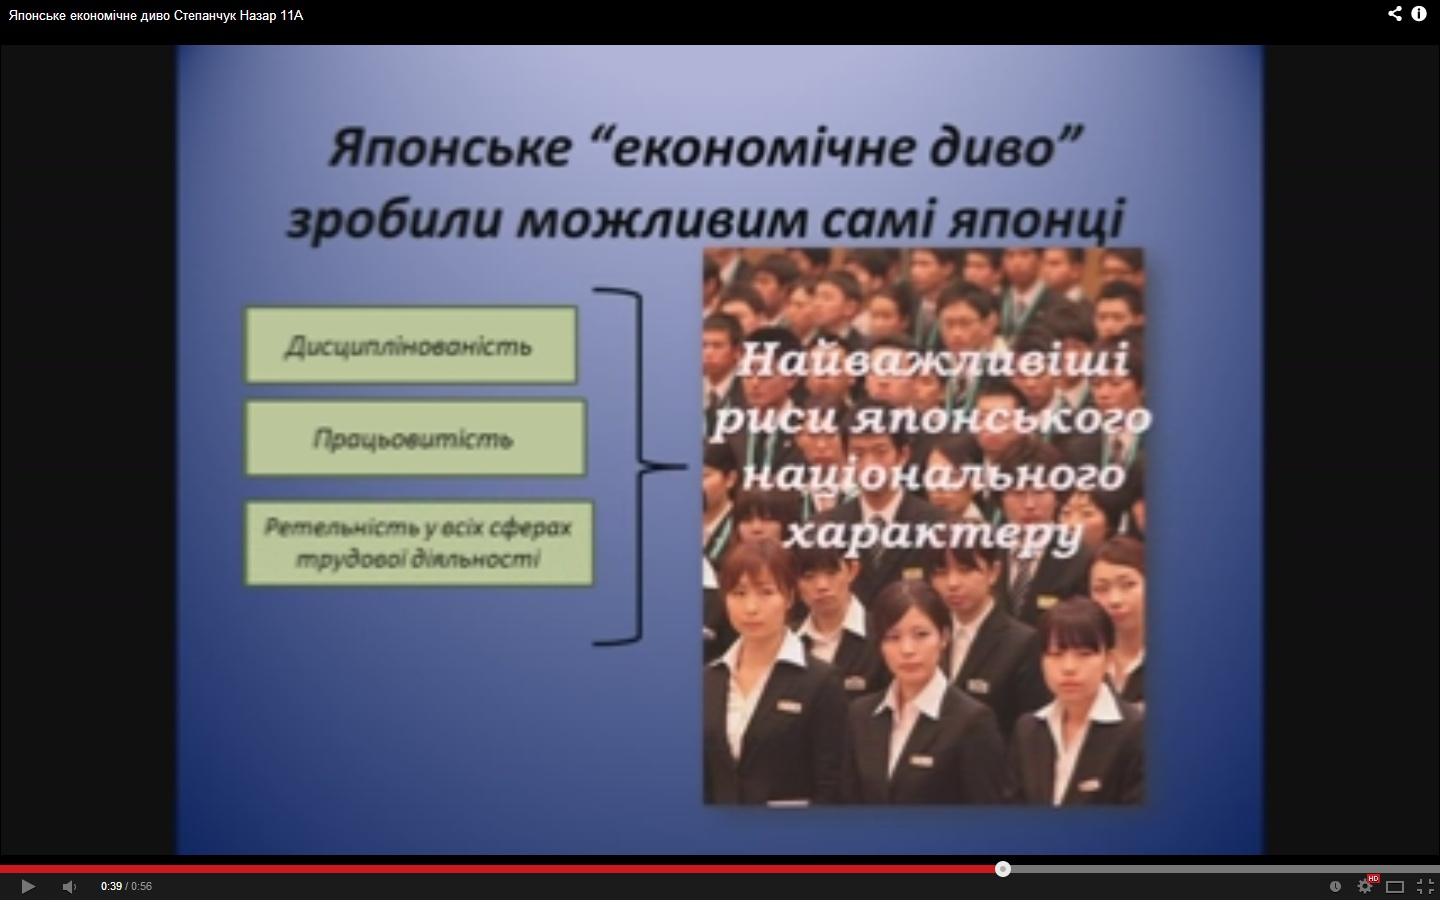 Японське економічне диво Степанчук Назар 11А
Японське “економічне диво”
зробили можливим самі японці
Дисциплінованість
Працьовитість
Ретельність у всіх сферах
трудової діяльності
Найважливіші
риси японського
національного
характеру
0:39 / 0:56
HD